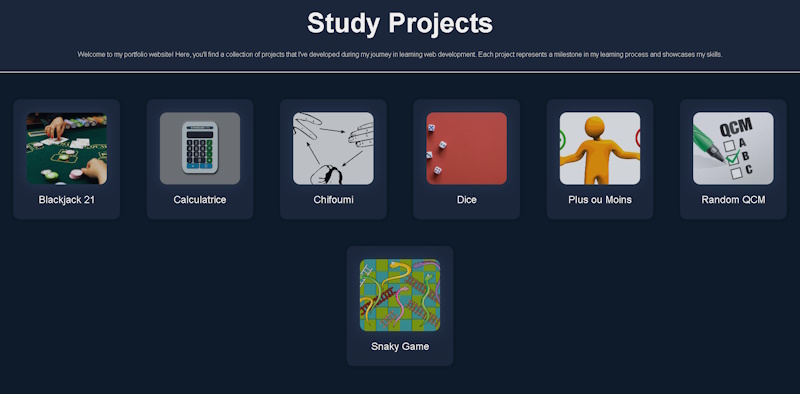 Study Projects
Welcome to my portfolio website! Here, you'll find a collection of projects that I've developed during my journey in learning web development. Each project represents a milestone in my learning process and showcases my skills.
QCM
A
B
C
Blackjack 21
Calculatrice
Chifoumi
Dice
Plus ou Moins
Random QCM
Snaky Game